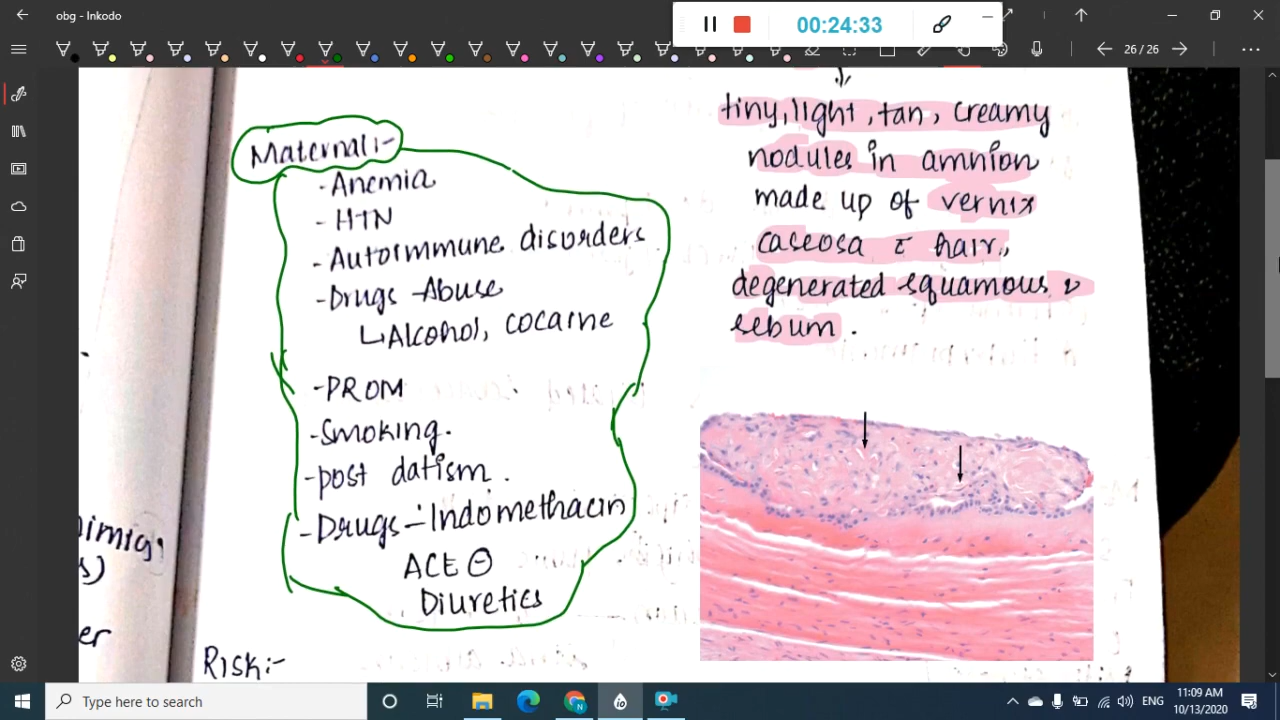 obg - Inkodo
00:24:33
26 / 26
Maternal:-
- Anemia
- HTN
- Autoimmune disorders
- Drugs Abuse
↳Alcohol, cocaine
- PROM
- Smoking.
- post datism.
- Drugs - Indomethacin
ACE ⊖
Diuretics
Risk:-
↓
tiny, light, tan, creamy
nodules in amnion
made up of vernix
caseosa c̄ hair,
degenerated squamous &
sebum.
s)
er
Type here to search
ENG
11:09 AM
10/13/2020